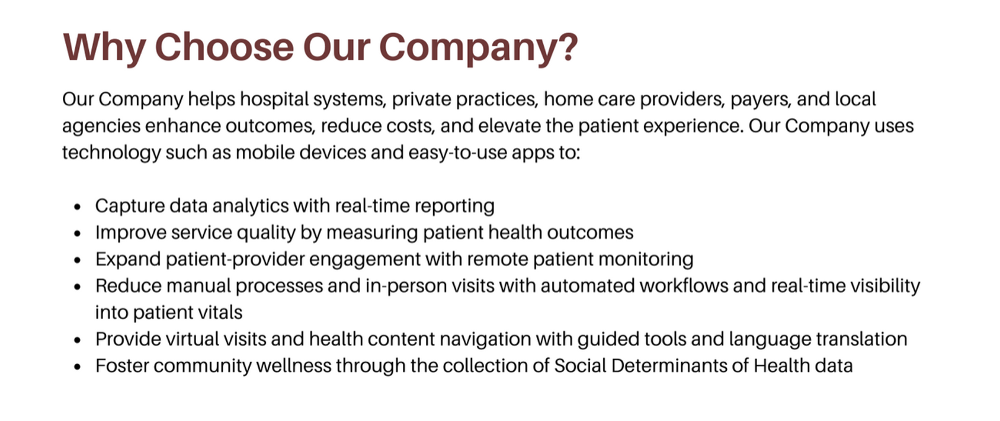 Why Choose Our Company?
Our Company helps hospital systems, private practices, home care providers, payers, and local
agencies enhance outcomes, reduce costs, and elevate the patient experience. Our Company uses
technology such as mobile devices and easy-to-use apps to:
• Capture data analytics with real-time reporting
• Improve service quality by measuring patient health outcomes
• Expand patient-provider engagement with remote patient monitoring
• Reduce manual processes and in-person visits with automated workflows and real-time visibility
into patient vitals
• Provide virtual visits and health content navigation with guided tools and language translation
• Foster community wellness through the collection of Social Determinants of Health data